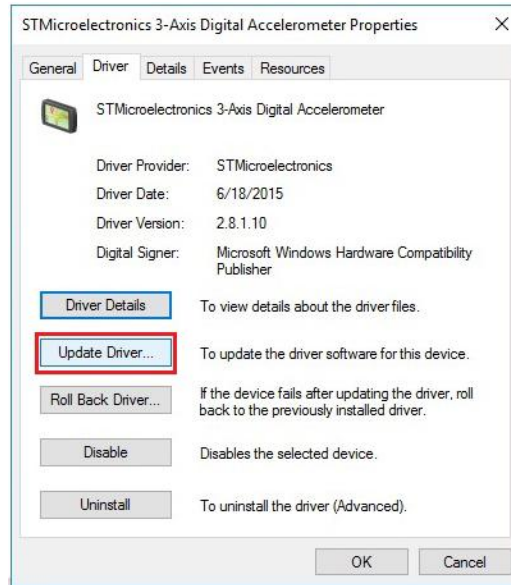 STMicroelectronics 3-Axis Digital Accelerometer Properties
General Driver Details Events Resources
STMicroelectronics 3-Axis Digital Accelerometer
Driver Provider: STMicroelectronics
Driver Date: 6/18/2015
Driver Version: 2.8.1.10
Digital Signer: Microsoft Windows Hardware Compatibility
Publisher
Driver Details To view details about the driver files.
Update Driver... To update the driver software for this device.
Roll Back Driver... If the device fails after updating the driver, roll
back to the previously installed driver.
Disable Disables the selected device.
Uninstall To uninstall the driver (Advanced).
OK Cancel